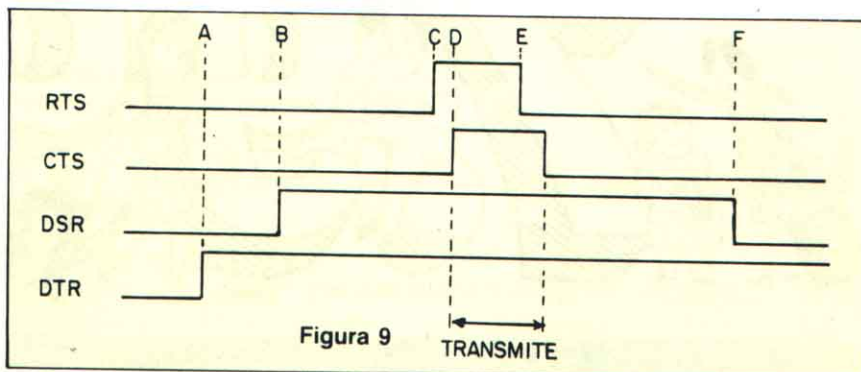 A B C D E F
RTS
CTS
DSR
DTR
Figura 9
TRANSMITE